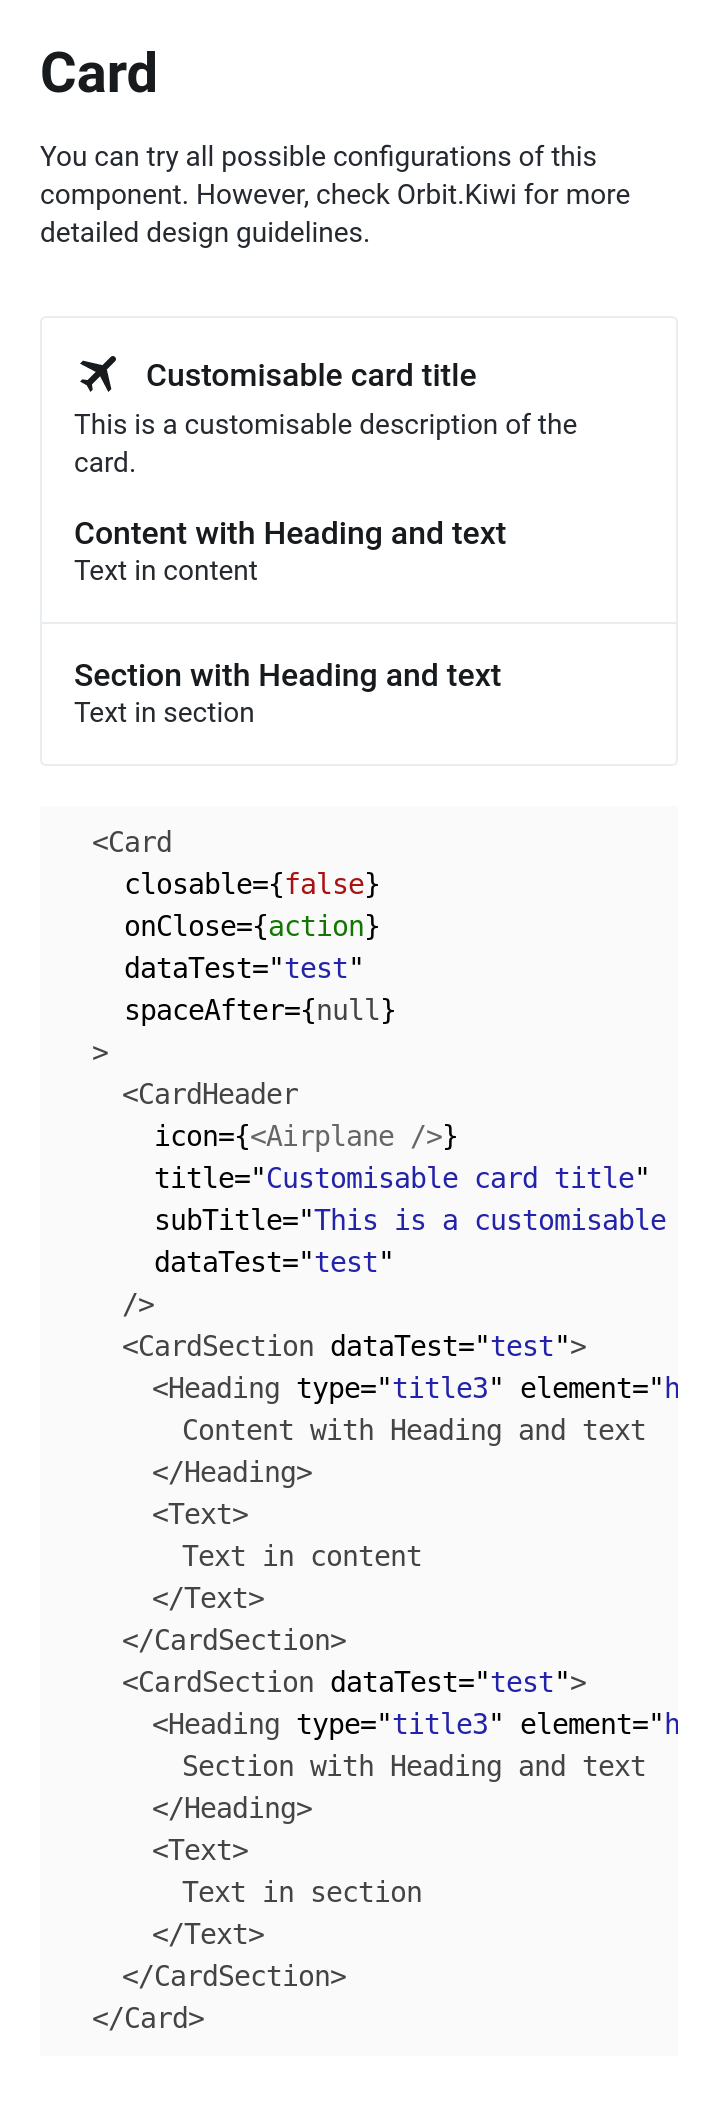 Card
You can try all possible configurations of this
component. However, check Orbit.Kiwi for more
detailed design guidelines.
Customisable card title
This is a customisable description of the
card.
Content with Heading and text
Text in content
Section with Heading and text
Text in section
<Card
closable={false}
onClose={action}
dataTest="test"
spaceAfter={null}
>
<CardHeader
icon={<Airplane />}
title="Customisable card title"
subTitle="This is a customisable
dataTest="test"
/>
<CardSection dataTest="test">
<Heading type="title3" element="h
Content with Heading and text
</Heading>
<Text>
Text in content
</Text>
</CardSection>
<CardSection dataTest="test">
<Heading type="title3" element="h
Section with Heading and text
</Heading>
<Text>
Text in section
</Text>
</CardSection>
</Card>